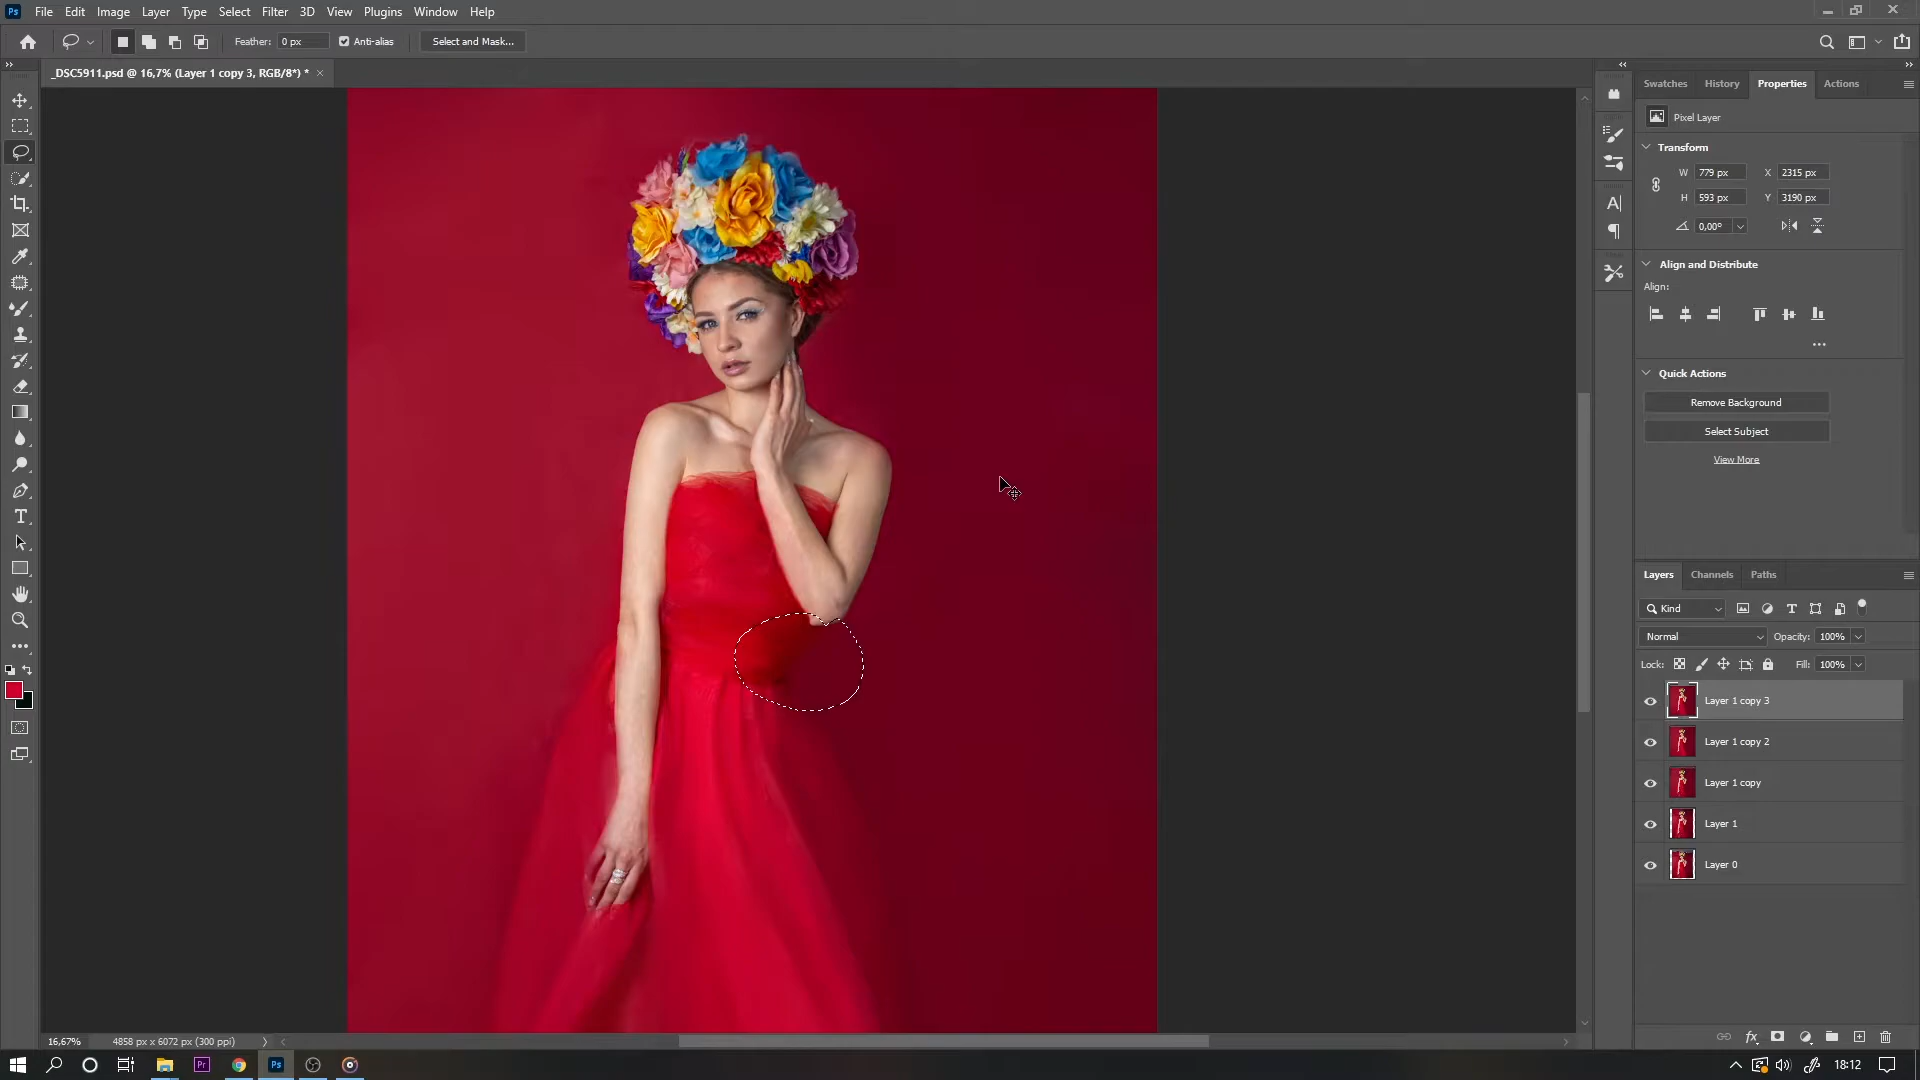 Ps File Edit Image Layer Type Select Filter 3D View Plugins Window Help
Feather: 0 px Anti-alias Select and Mask...
_DSC5911.psd @ 16,7% (Layer 1 copy 3, RGB/8*) * ×
Swatches History Properties Actions
Pixel Layer
Transform
W 779 px X 2315 px
H 593 px Y 3190 px
0,00°
Align and Distribute
Align:
Quick Actions
Remove Background
Select Subject
View More
Layers Channels Paths
Kind
Normal Opacity: 100%
Lock: Fill: 100%
Layer 1 copy 3
Layer 1 copy 2
Layer 1 copy
Layer 1
Layer 0
16,67% 4858 px x 6072 px (300 ppi)
Pr Ps 18:12